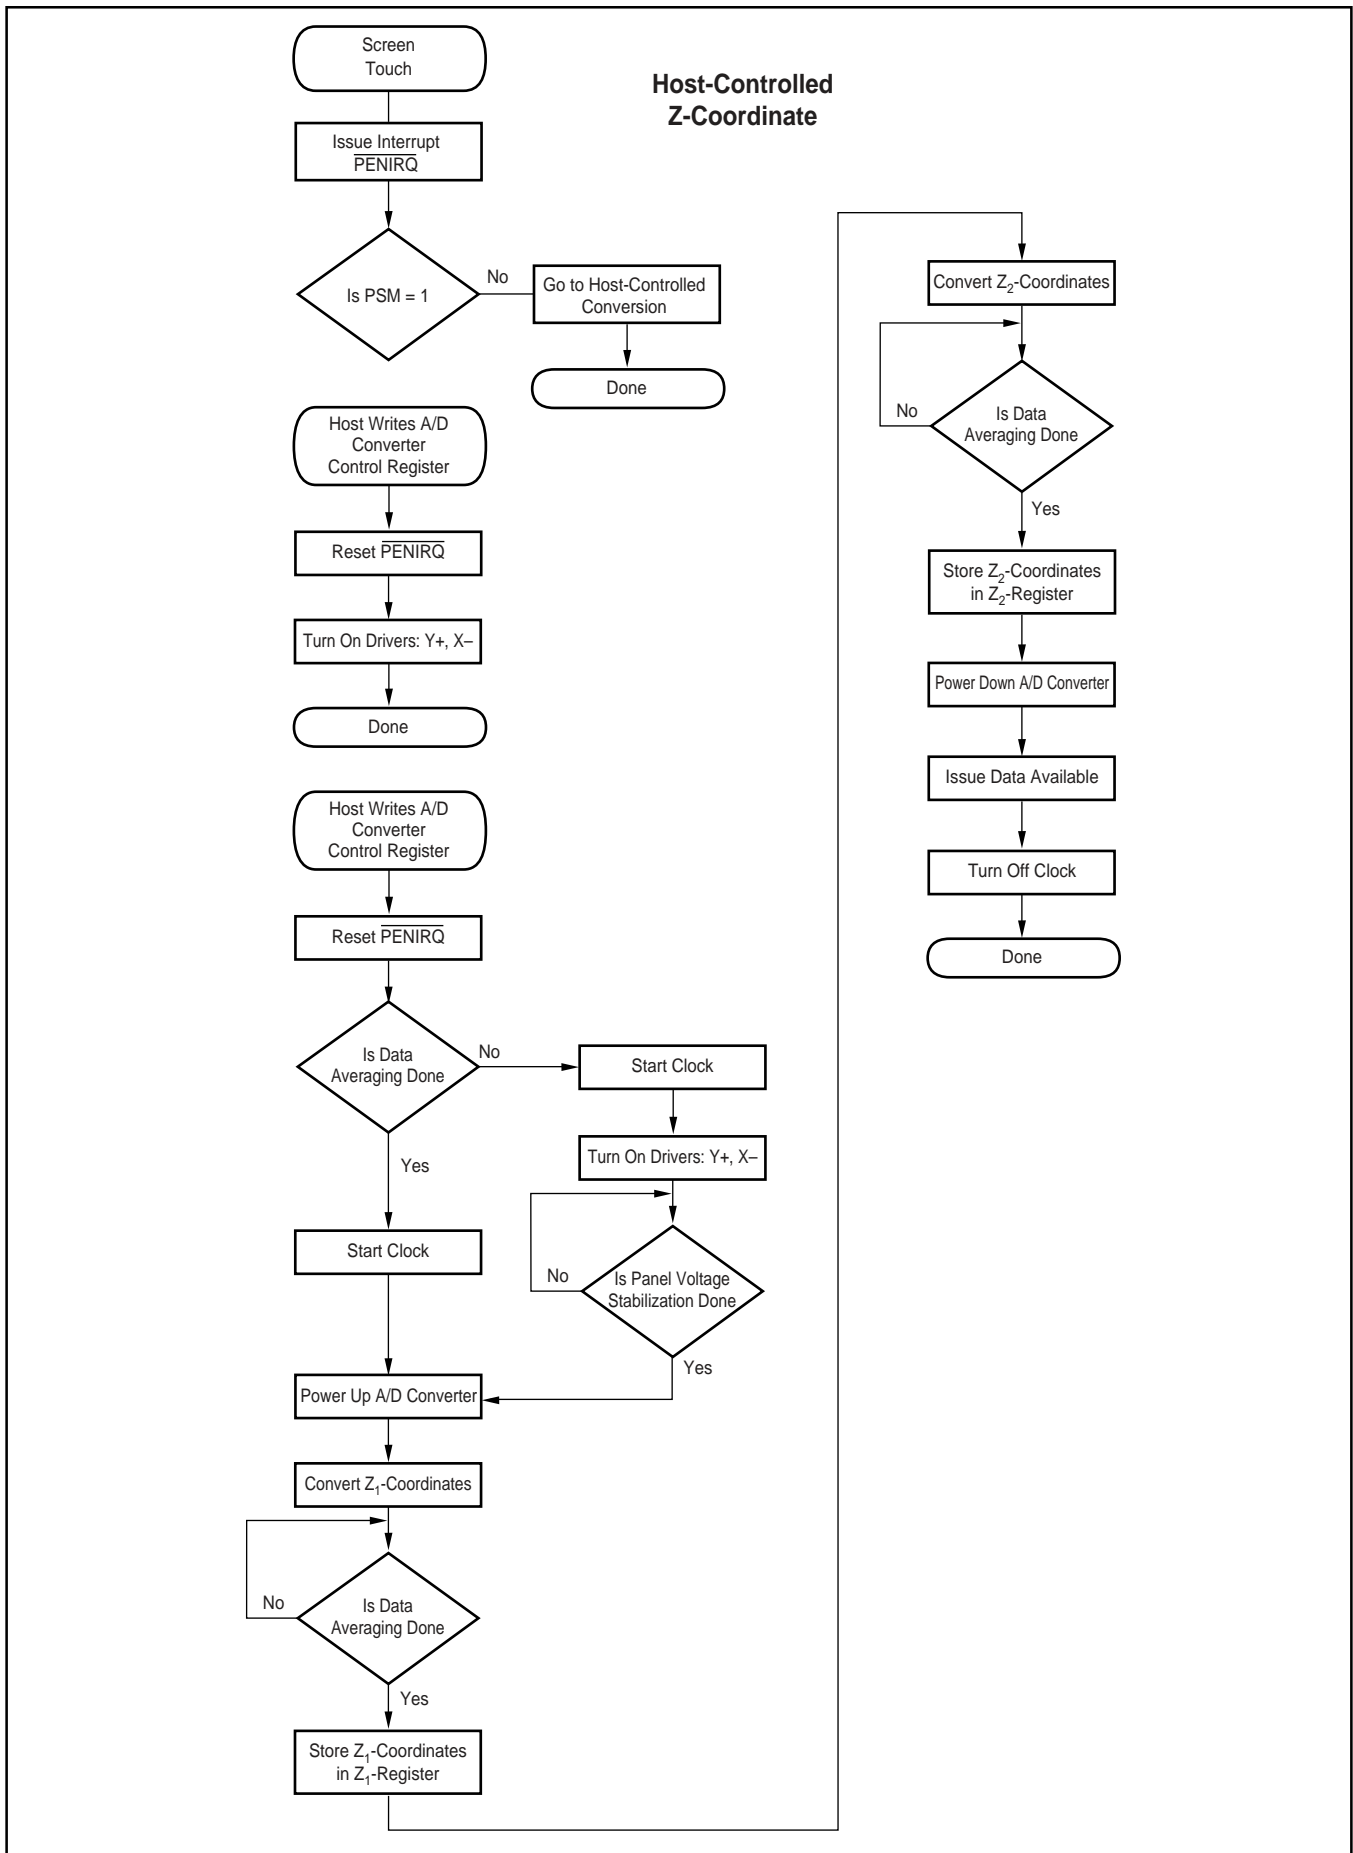 Host-Controlled
Z-Coordinate
Screen
Touch
Issue Interrupt
PENIRQ
Is PSM = 1
No
Go to Host-Controlled
Conversion
Done
Host Writes A/D
Converter
Control Register
Reset PENIRQ
Turn On Drivers: Y+, X–
Done
Host Writes A/D
Converter
Control Register
Reset PENIRQ
Is Data
Averaging Done
No
Start Clock
Turn On Drivers: Y+, X–
Is Panel Voltage
Stabilization Done
No
Yes
Yes
Start Clock
Power Up A/D Converter
Convert Z1-Coordinates
Is Data
Averaging Done
No
Yes
Store Z1-Coordinates
in Z1-Register
Convert Z2-Coordinates
Is Data
Averaging Done
No
Yes
Store Z2-Coordinates
in Z2-Register
Power Down A/D Converter
Issue Data Available
Turn Off Clock
Done